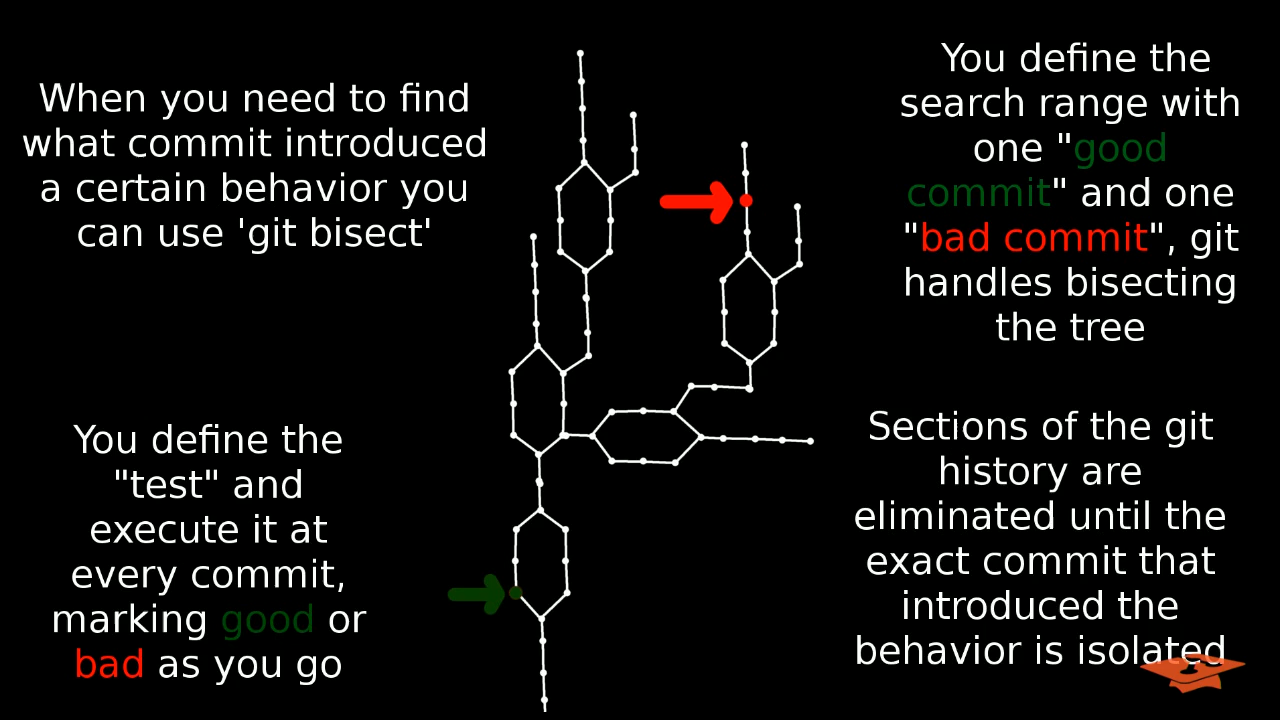 When you need to find
what commit introduced
a certain behavior you
can use 'git bisect'
You define the
search range with
one "good
commit" and one
"bad commit", git
handles bisecting
the tree
You define the
"test" and
execute it at
every commit,
marking good or
bad as you go
Sections of the git
history are
eliminated until the
exact commit that
introduced the
behavior is isolated